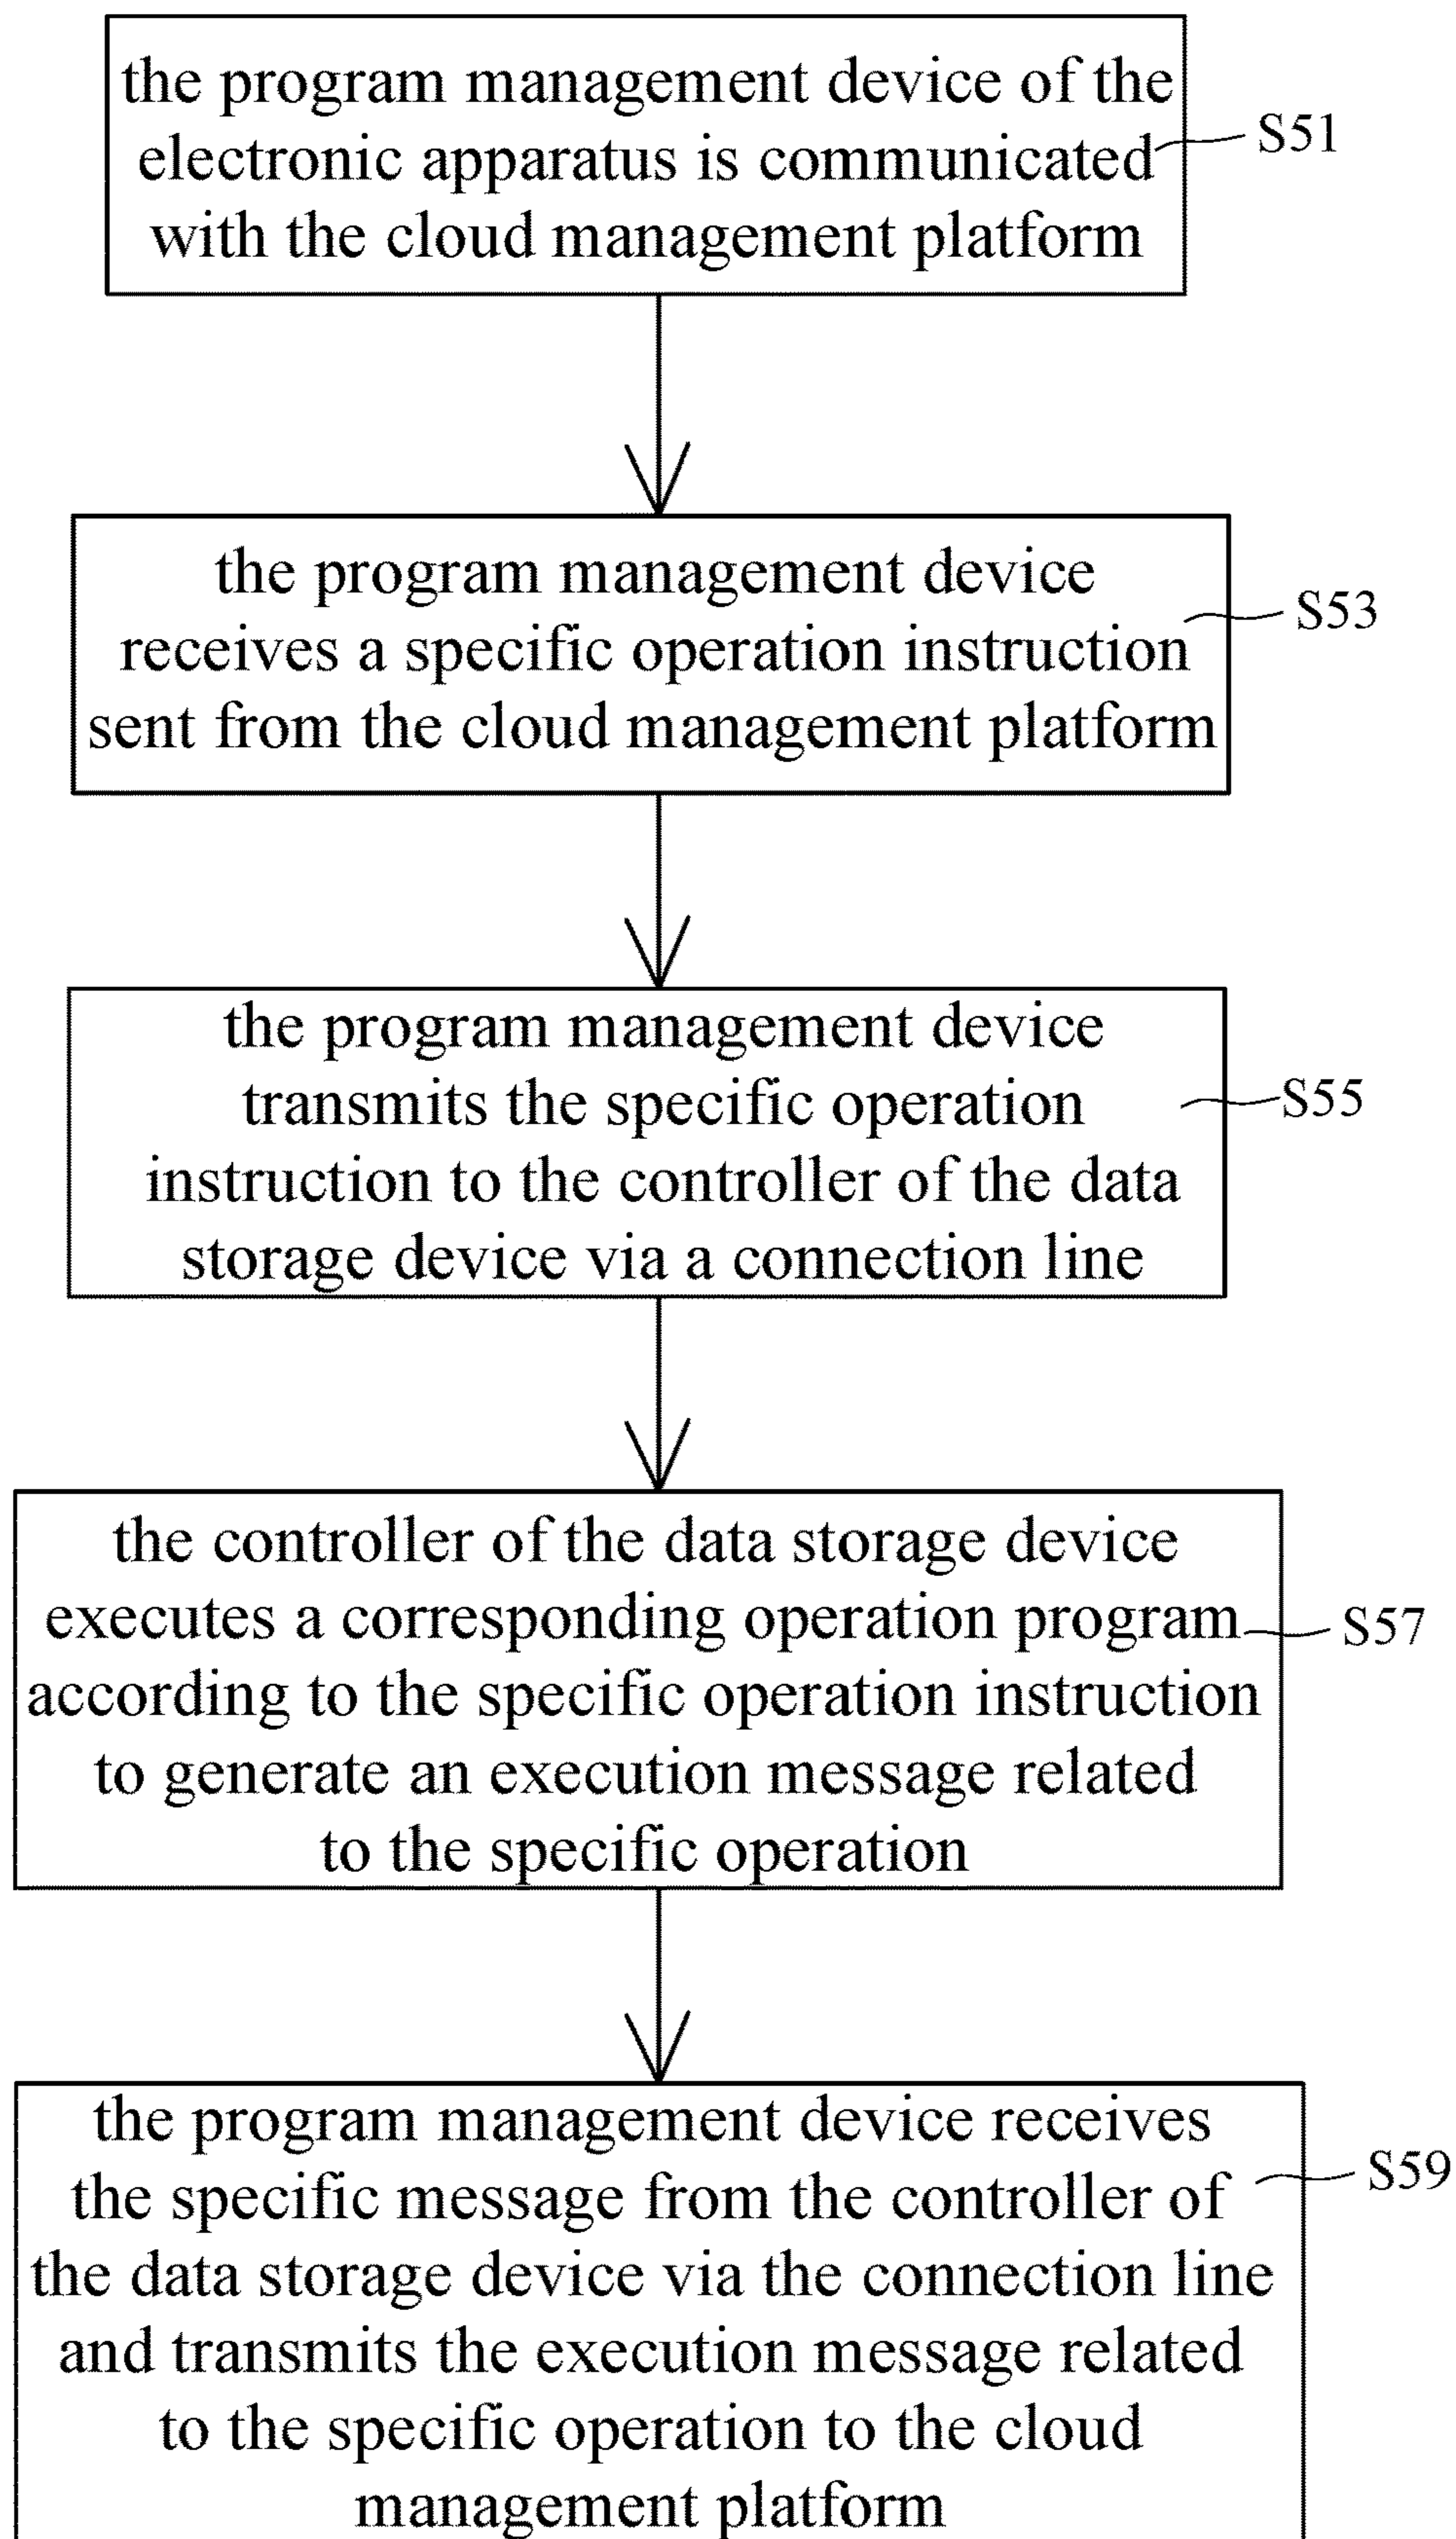 the program management device of the
electronic apparatus is communicated
with the cloud management platform
S51
the program management device
receives a specific operation instruction
sent from the cloud management platform
S53
the program management device
transmits the specific operation
instruction to the controller of the data
storage device via a connection line
S55
the controller of the data storage device
executes a corresponding operation program
according to the specific operation instruction
to generate an execution message related
to the specific operation
S57
the program management device receives
the specific message from the controller of
the data storage device via the connection line
and transmits the execution message related
to the specific operation to the cloud
management platform
S59